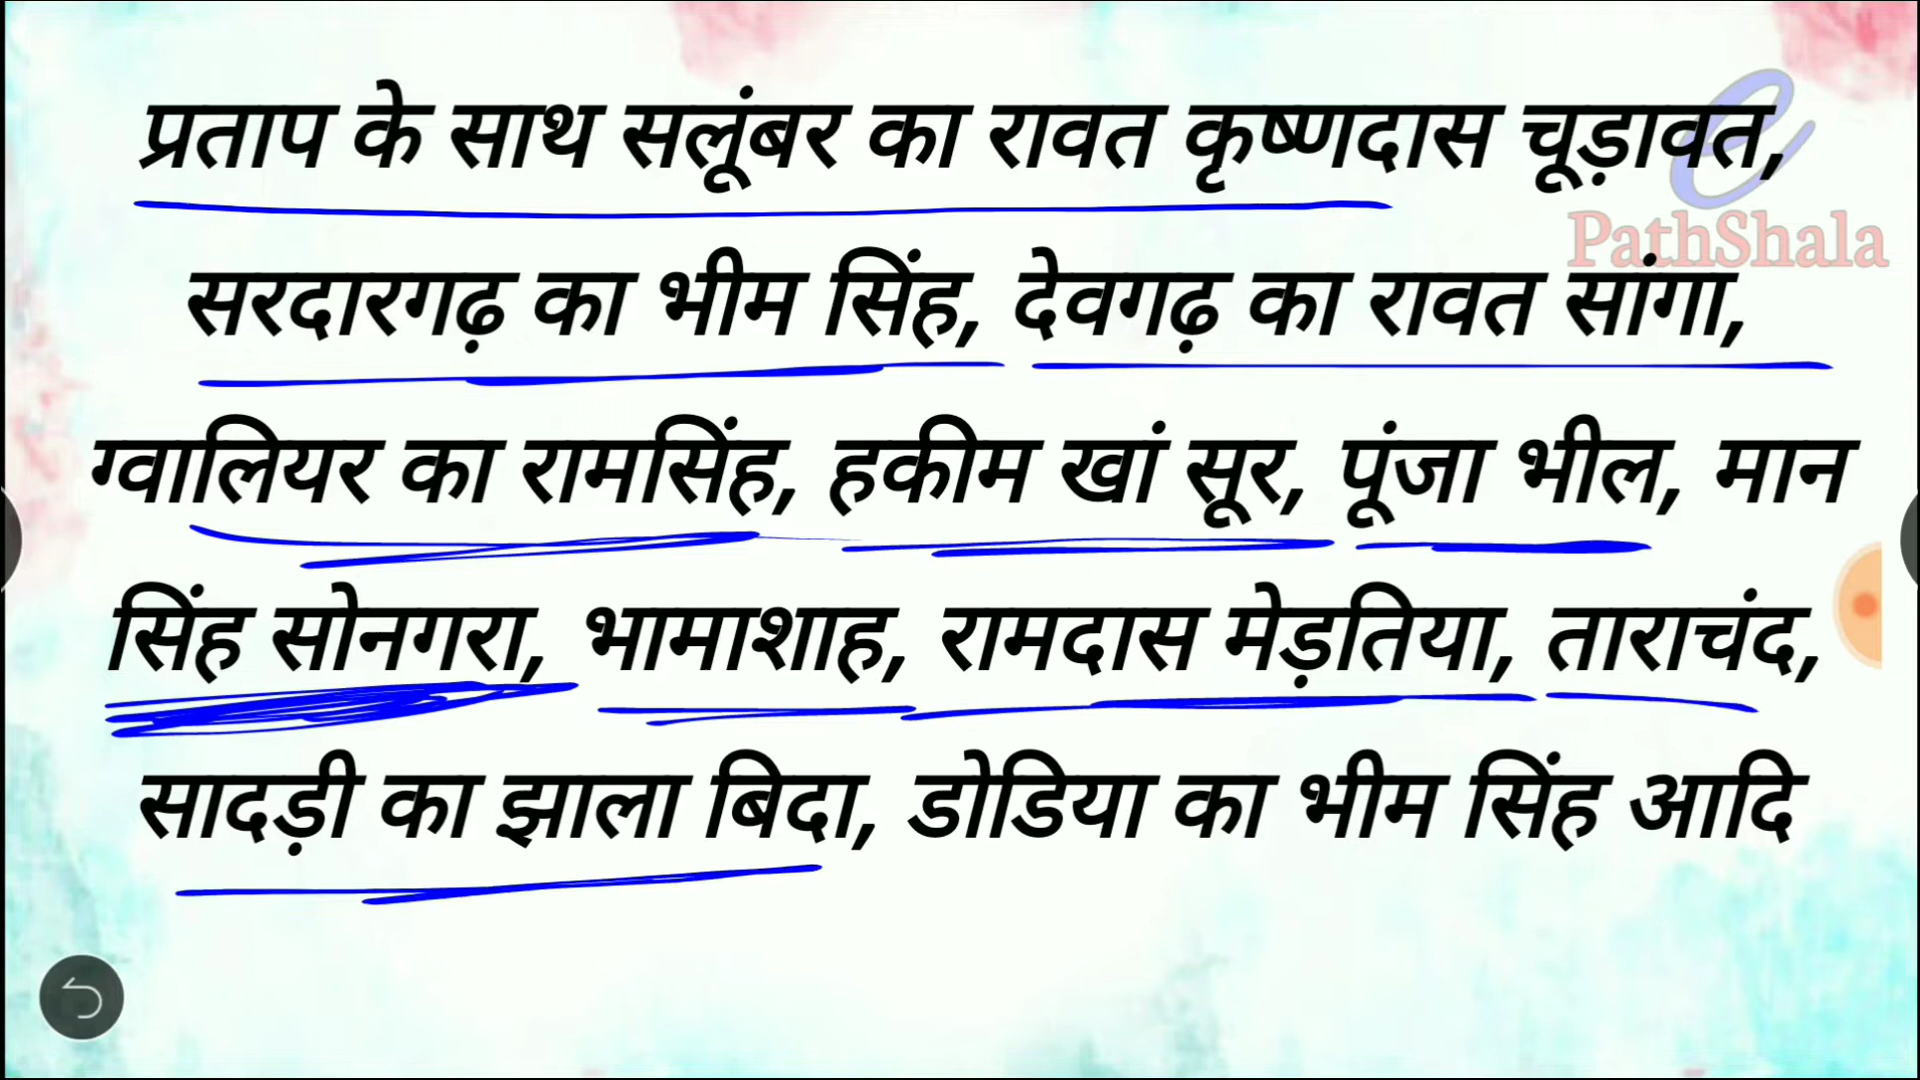 प्रताप के साथ सलूंबर का रावत कृष्णदास चूड़ावत,
e
PathShala
सरदारगढ़ का भीम सिंह, देवगढ़ का रावत सांगा,
ग्वालियर का रामसिंह, हकीम खां सूर, पूंजा भील, मान
सिंह सोनगरा, भामाशाह, रामदास मेड़तिया, ताराचंद,
सादड़ी का झाला बिदा, डोडिया का भीम सिंह आदि